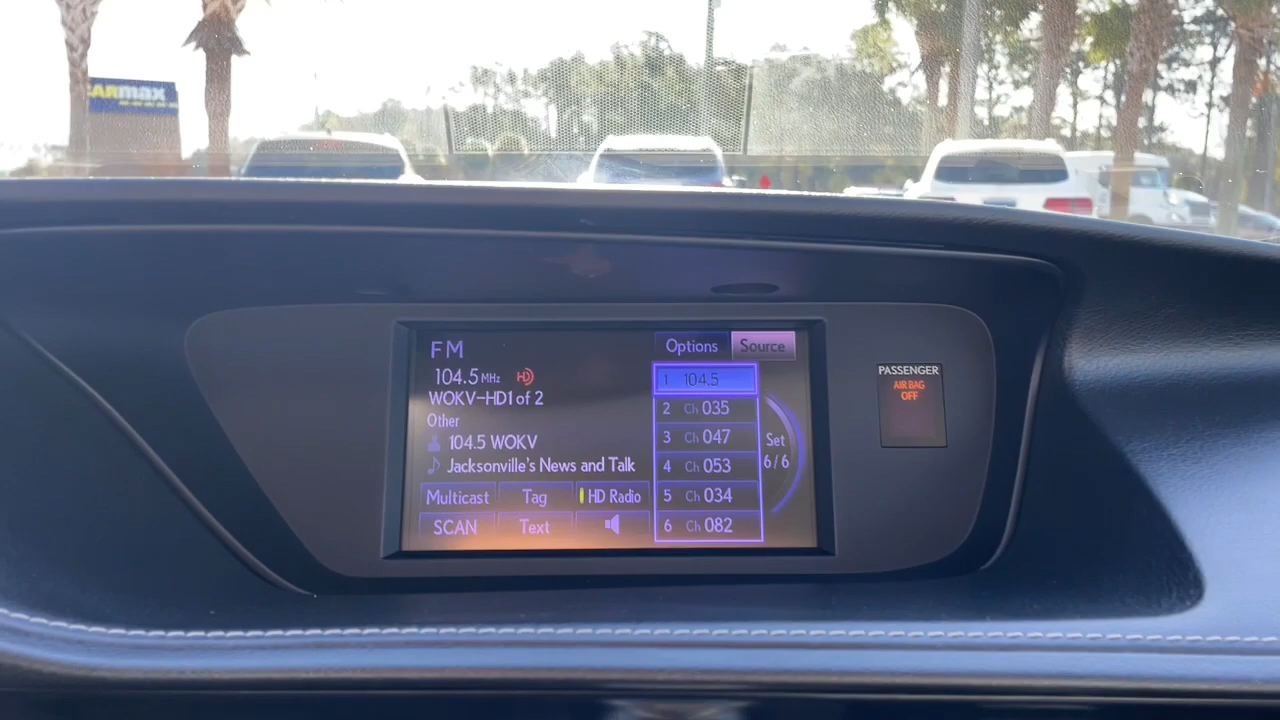 CARmax
FM
Options
Source
104.5 MHz HD
WOKV-HD1 of 2
Other
104.5 WOKV
Jacksonville's News and Talk
Multicast
Tag
HD Radio
SCAN
Text
1 104.5
2 Ch 035
3 Ch 047
4 Ch 053
5 Ch 034
6 Ch 082
Set
6/6
PASSENGER
AIR BAG
OFF